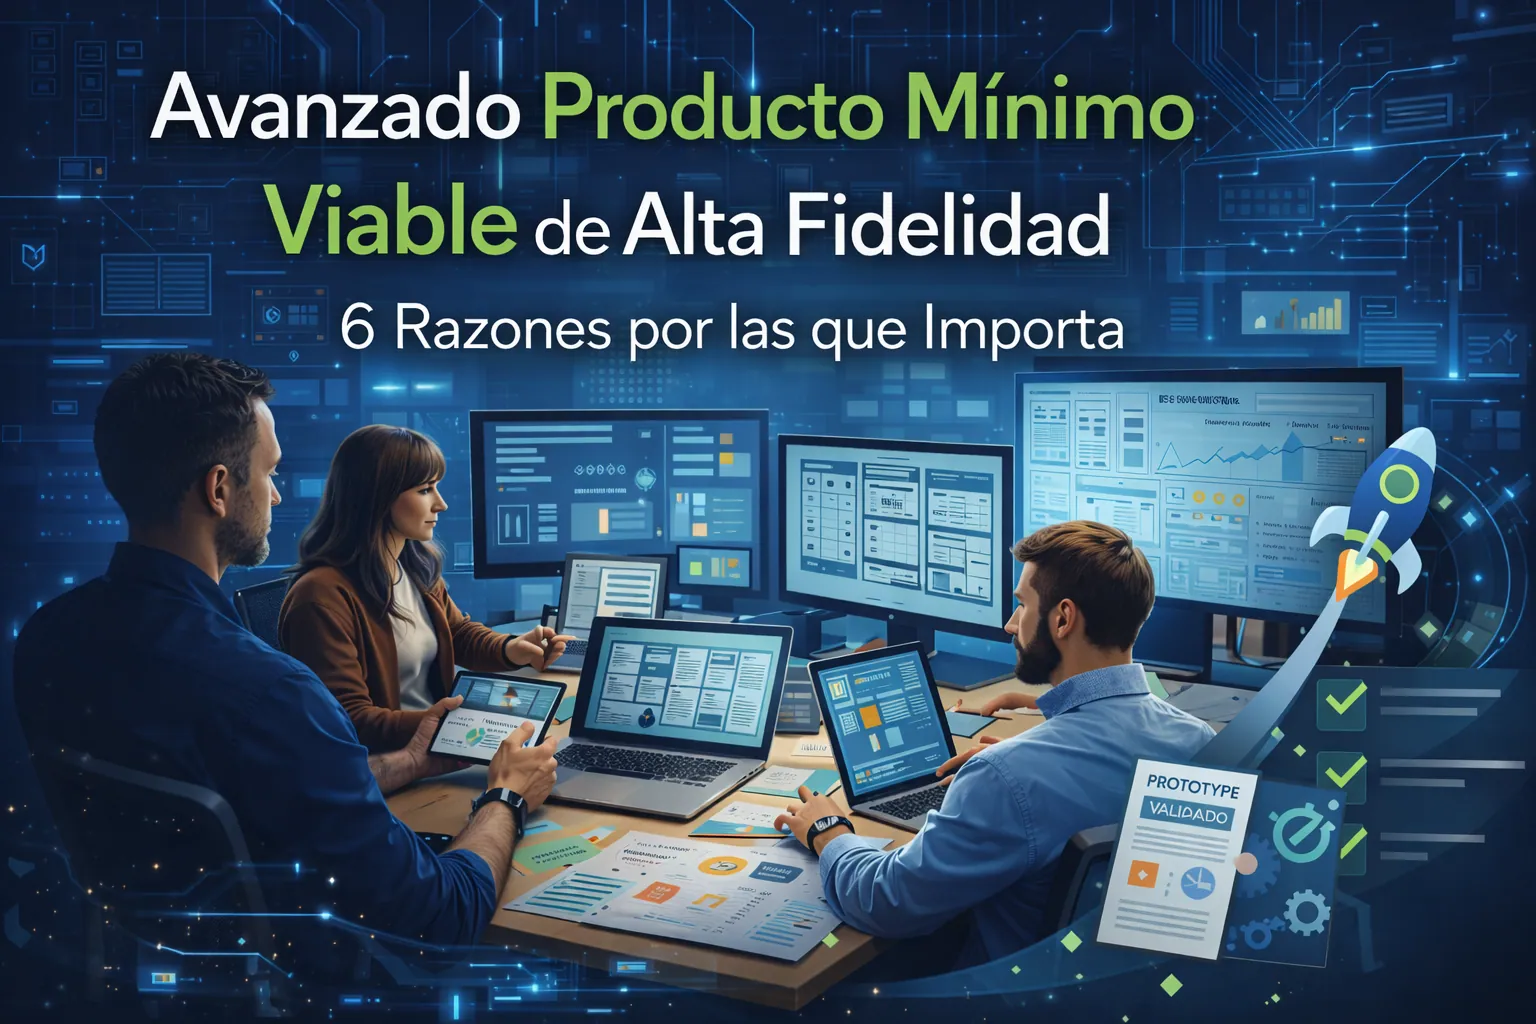 Avanzado Producto Mínimo
Viable de Alta Fidelidad
6 Razones por las que Importa
PROTOTYPE
VALIDADO